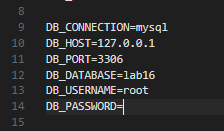 8
9 DB_CONNECTION=mysql
10 DB_HOST=127.0.0.1
11 DB_PORT=3306
12 DB_DATABASE=lab16
13 DB_USERNAME=root
14 DB_PASSWORD=
15